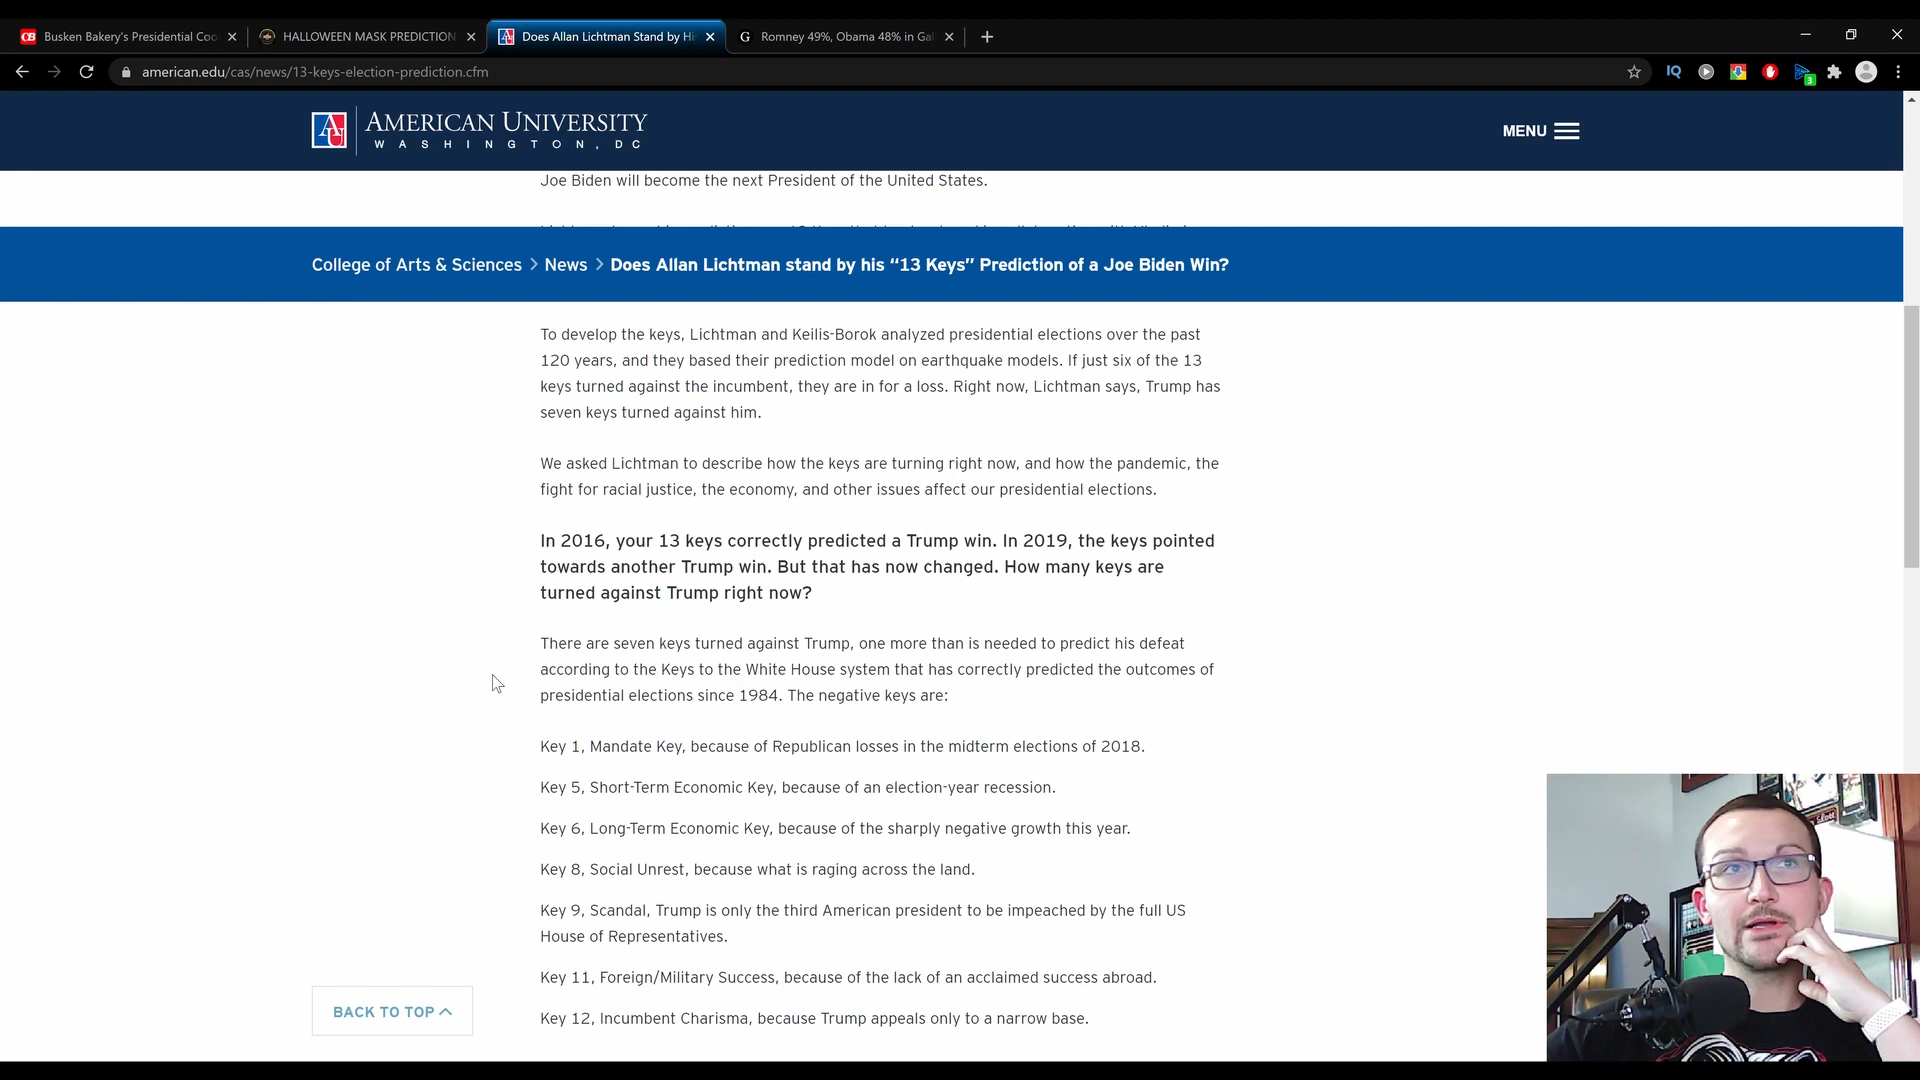 Busken Bakery's Presidential Coo
HALLOWEEN MASK PREDICTION
Does Allan Lichtman Stand by Hi
Romney 49%, Obama 48% in Gal
american.edu/cas/news/13-keys-election-prediction.cfm
IQ
3
AMERICAN UNIVERSITY
WASHINGTON, DC
MENU
Joe Biden will become the next President of the United States.
College of Arts & Sciences > News > Does Allan Lichtman stand by his “13 Keys” Prediction of a Joe Biden Win?
To develop the keys, Lichtman and Keilis-Borok analyzed presidential elections over the past
120 years, and they based their prediction model on earthquake models. If just six of the 13
keys turned against the incumbent, they are in for a loss. Right now, Lichtman says, Trump has
seven keys turned against him.
We asked Lichtman to describe how the keys are turning right now, and how the pandemic, the
fight for racial justice, the economy, and other issues affect our presidential elections.
In 2016, your 13 keys correctly predicted a Trump win. In 2019, the keys pointed
towards another Trump win. But that has now changed. How many keys are
turned against Trump right now?
There are seven keys turned against Trump, one more than is needed to predict his defeat
according to the Keys to the White House system that has correctly predicted the outcomes of
presidential elections since 1984. The negative keys are:
Key 1, Mandate Key, because of Republican losses in the midterm elections of 2018.
Key 5, Short-Term Economic Key, because of an election-year recession.
Key 6, Long-Term Economic Key, because of the sharply negative growth this year.
Key 8, Social Unrest, because what is raging across the land.
Key 9, Scandal, Trump is only the third American president to be impeached by the full US
House of Representatives.
Key 11, Foreign/Military Success, because of the lack of an acclaimed success abroad.
Key 12, Incumbent Charisma, because Trump appeals only to a narrow base.
BACK TO TOP